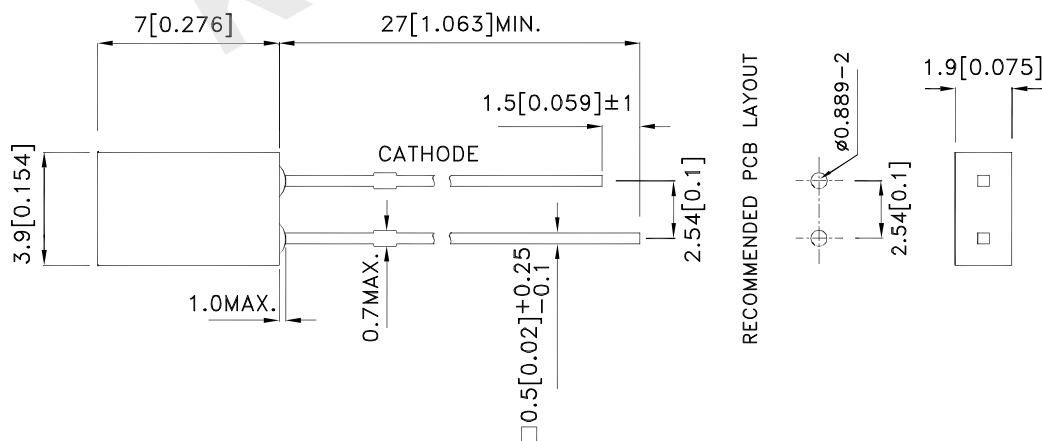 7[0.276]
27[1.063]MIN.
1.5[0.059]±1
CATHODE
3.9[0.154]
1.0MAX.
0.7MAX.
□0.5[0.02]+0.25
-0.1
2.54[0.1]
RECOMMENDED PCB LAYOUT
ø0.889-2
2.54[0.1]
1.9[0.075]